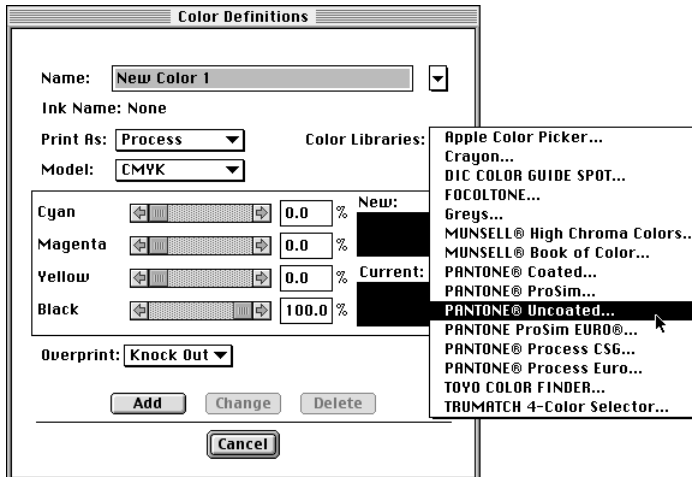 Color Definitions
Name: New Color 1
Ink Name: None
Print As: Process
Color Libraries:
Model: CMYK
Cyan 0.0 %
Magenta 0.0 %
Yellow 0.0 %
Black 100.0 %
New:
Current:
Overprint: Knock Out
Add Change Delete
Cancel
Apple Color Picker...
Crayon...
DIC COLOR GUIDE SPOT...
FOCOLTONE...
Greys...
MUNSELL® High Chroma Colors...
MUNSELL® Book of Color...
PANTONE® Coated...
PANTONE® ProSim...
PANTONE® Uncoated...
PANTONE ProSim EURO®...
PANTONE® Process CSG...
PANTONE® Process Euro...
TOYO COLOR FINDER...
TRUMATCH 4-Color Selector...